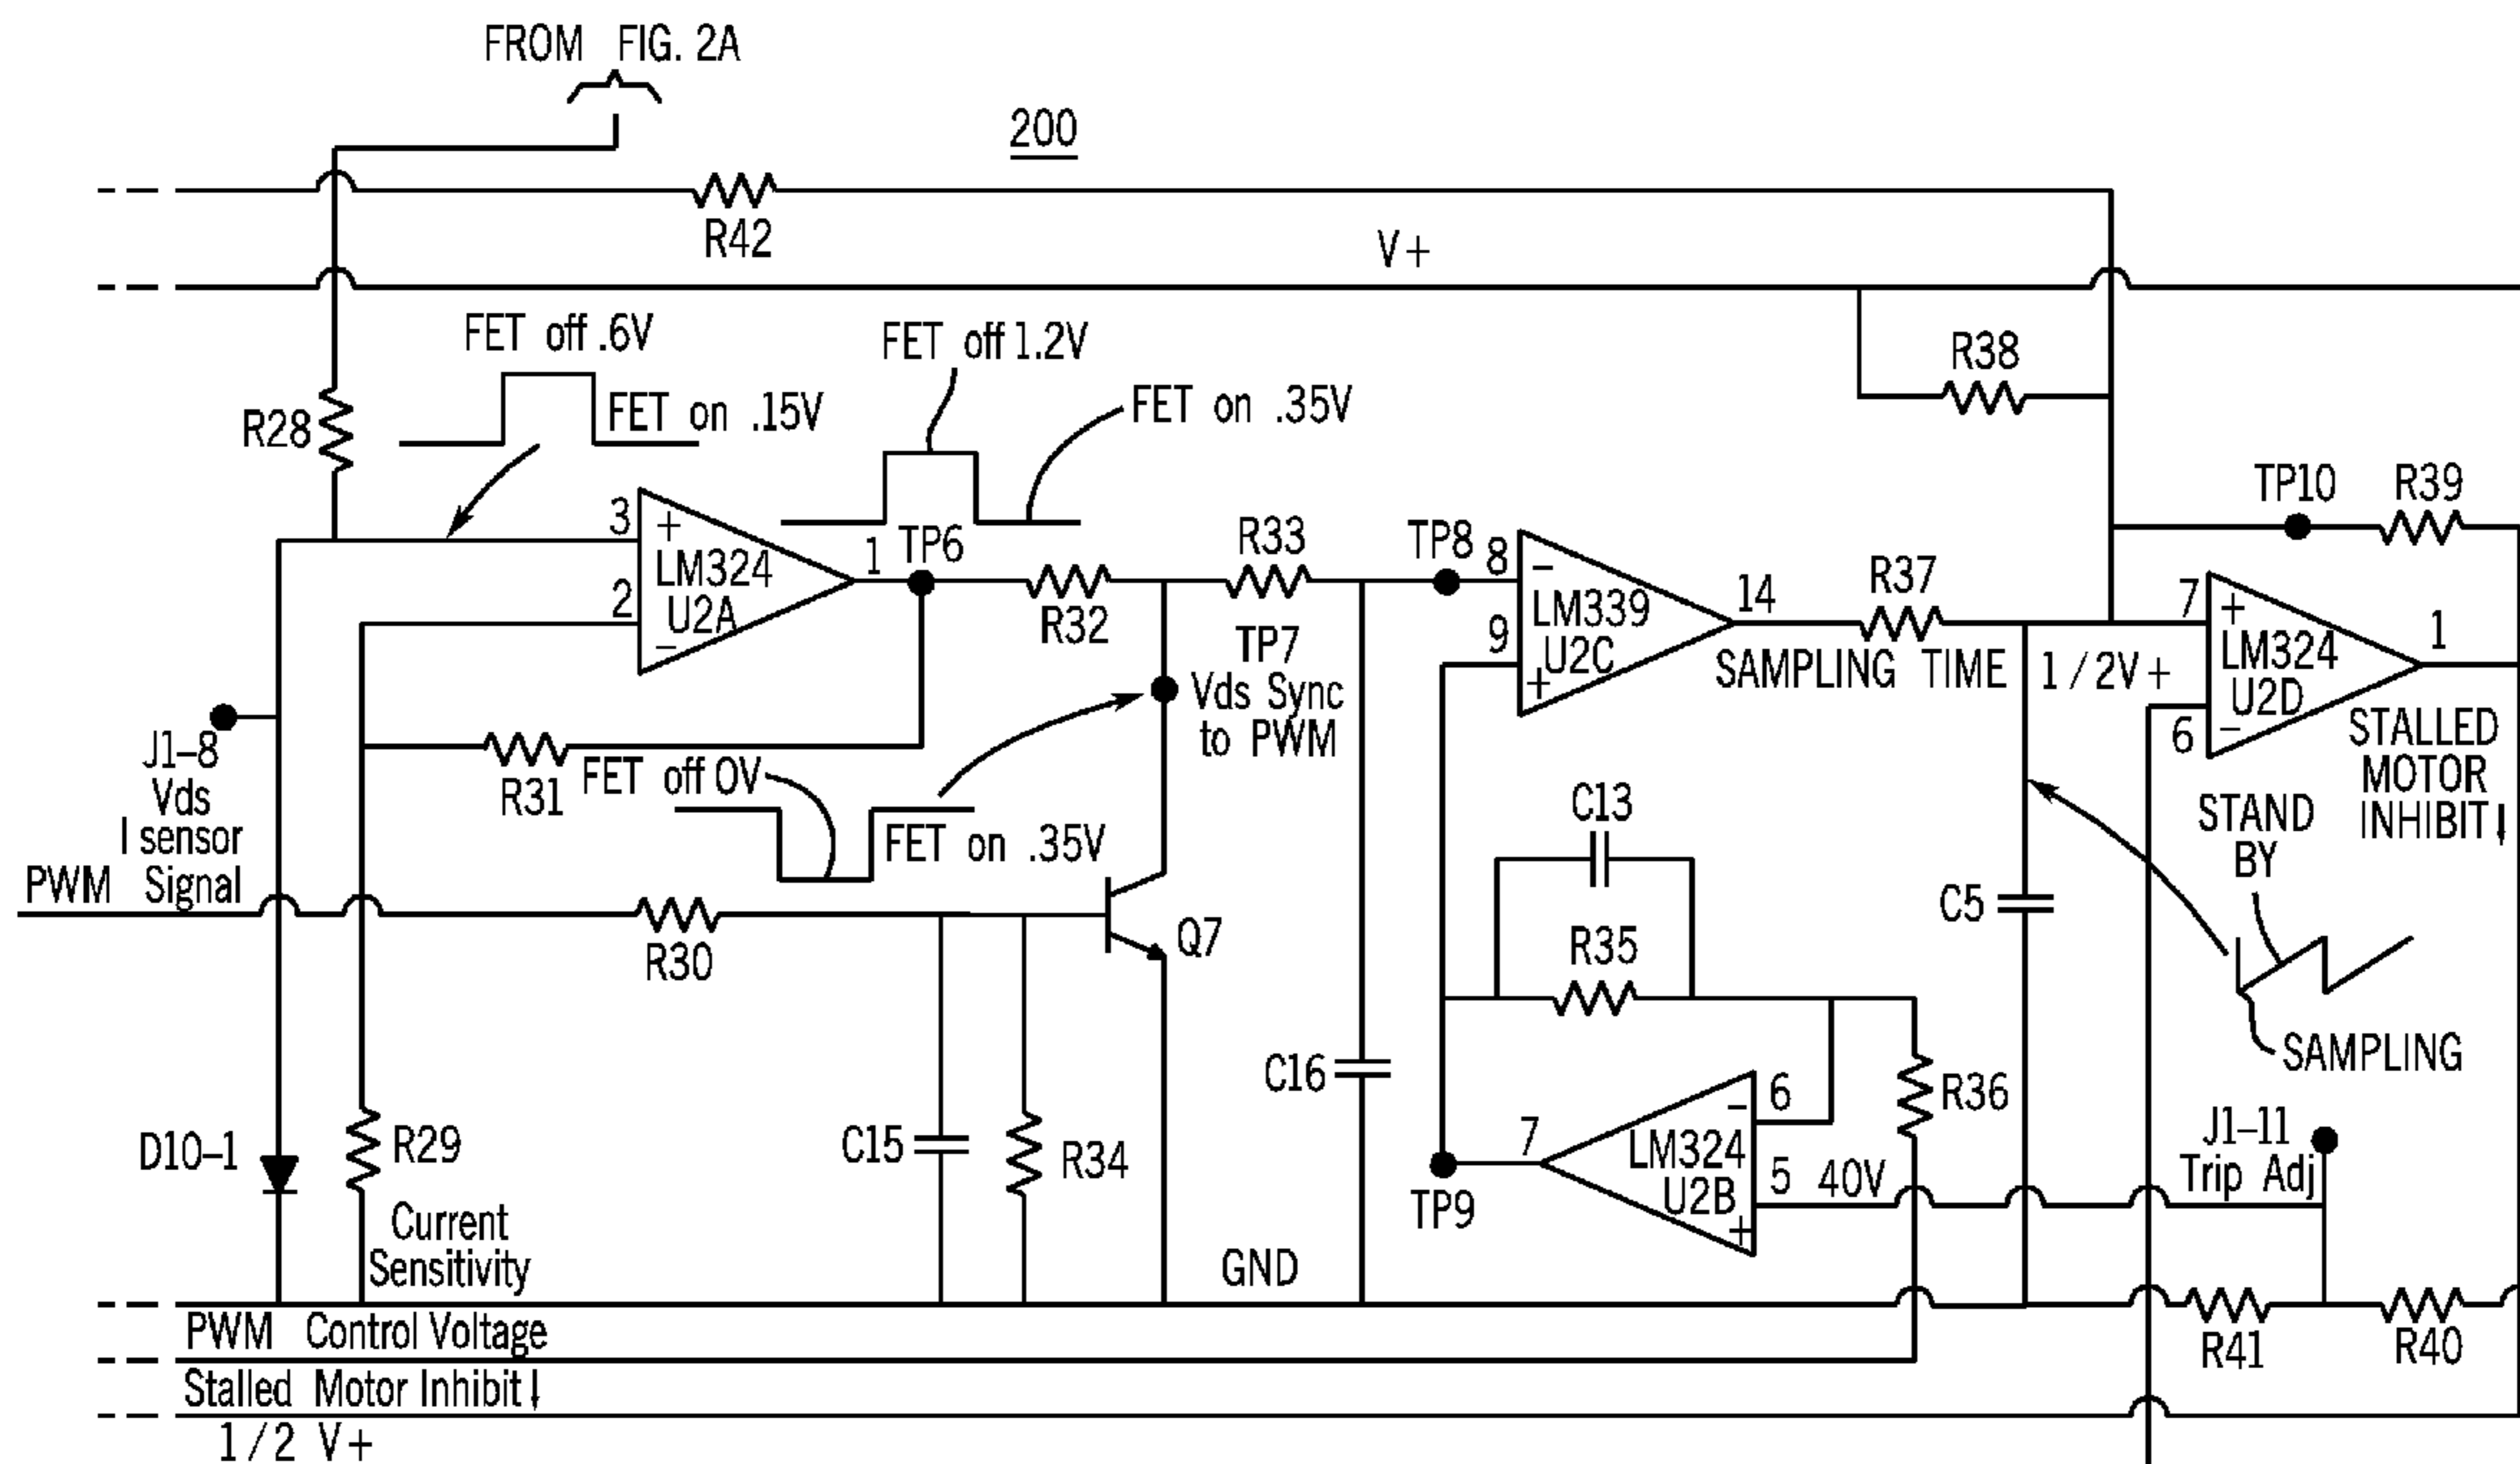 FROM FIG. 2A
200
R42
V+
FET off .6V
FET on .15V
FET off 1.2V
FET on .35V
R28
R38
TP10
R39
3
+
LM324
U2A
2
−
1
TP6
R32
R33
TP8
8
−
LM339
U2C
9
+
14
R37
SAMPLING TIME
1/2V+
7
+
LM324
U2D
6
−
1
STALLED
MOTOR
INHIBIT↓
TP7
Vds Sync
to PWM
J1–8
Vds
I sensor
Signal
PWM
R31
FET off 0V
FET on .35V
R30
Q7
C13
R35
C5
STAND
BY
SAMPLING
D10–1
R29
Current
Sensitivity
C15
R34
C16
GND
TP9
7
−
LM324
U2B
+
6
5
40V
R36
J1–11
Trip Adj
R41
R40
PWM Control Voltage
Stalled Motor Inhibit↓
1/2 V+